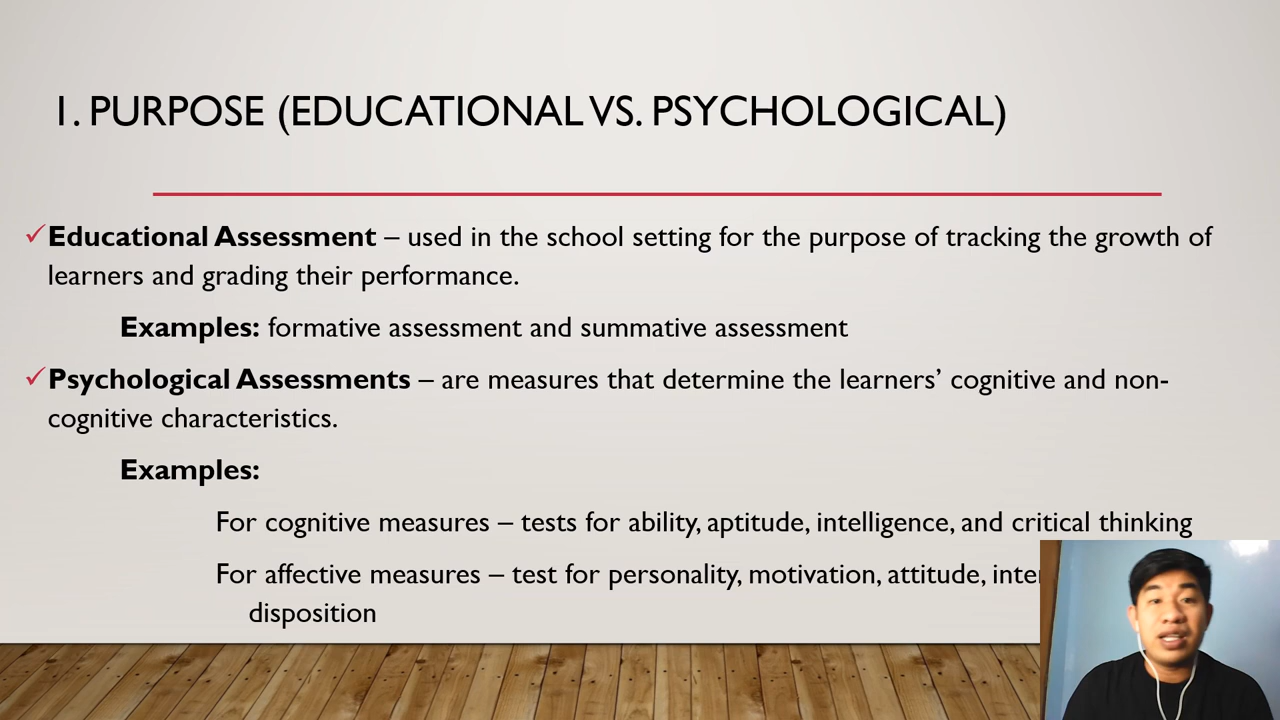 1. PURPOSE (EDUCATIONAL VS. PSYCHOLOGICAL)
✓Educational Assessment – used in the school setting for the purpose of tracking the growth of
learners and grading their performance.
Examples: formative assessment and summative assessment
✓Psychological Assessments – are measures that determine the learners’ cognitive and non-
cognitive characteristics.
Examples:
For cognitive measures – tests for ability, aptitude, intelligence, and critical thinking
For affective measures – test for personality, motivation, attitude,
disposition